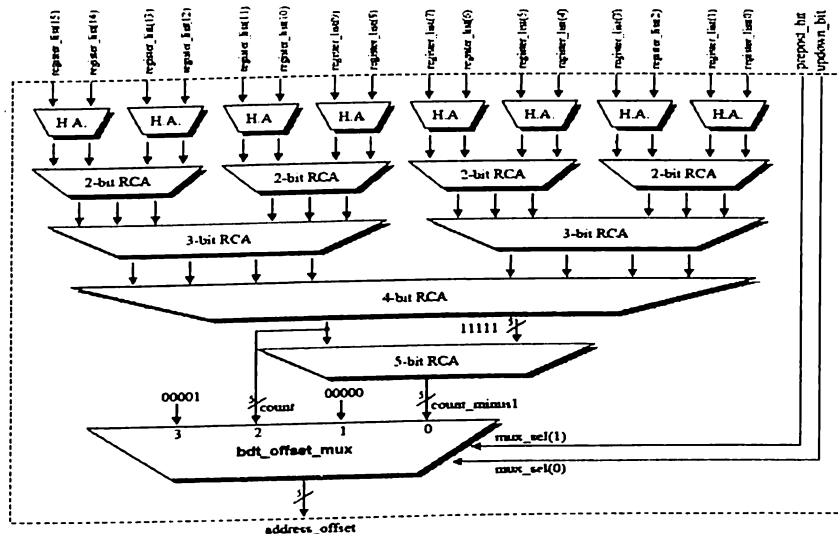 register_list(15)
register_list(14)
register_list(13)
register_list(12)
register_list(11)
register_list(10)
register_list(9)
register_list(8)
register_list(7)
register_list(6)
register_list(5)
register_list(4)
register_list(3)
register_list(2)
register_list(1)
register_list(0)
prepost_bit
updown_bit
H.A.
H.A.
H.A
H.A
H.A
H.A.
H.A.
H.A.
2-bit RCA
2-bit RCA
2-bit RCA
2-bit RCA
3-bit RCA
3-bit RCA
4-bit RCA
11111
5
5-bit RCA
00001
5
count
00000
5
count_minus1
3
2
1
0
bdt_offset_mux
mux_sel(1)
mux_sel(0)
5
address_offset